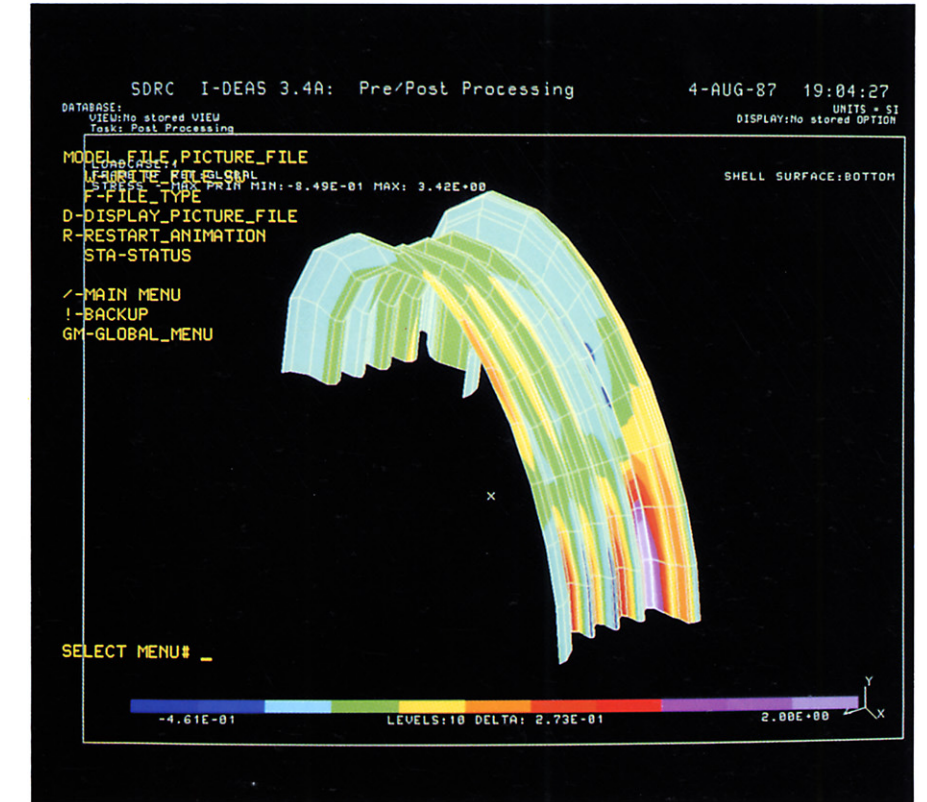 SDRC I-DEAS 3.4A: Pre/Post Processing 4-AUG-87 19:04:27
DATABASE: UNITS = SI
VIEW:No stored VIEW DISPLAY:No stored OPTION
Task: Post Processing
MODEL_FILE,PICTURE_FILE
LOADCASE:1
W-WRITE_FILE_SW
STRESS - MAX PRIN MIN:-8.49E-01 MAX: 3.42E+00 SHELL SURFACE:BOTTOM
F-FILE_TYPE
D-DISPLAY_PICTURE_FILE
R-RESTART_ANIMATION
STA-STATUS
/-MAIN MENU
!-BACKUP
GM-GLOBAL_MENU
X
SELECT MENU# _
Y
X
-4.61E-01 LEVELS:10 DELTA: 2.73E-01 2.00E+00